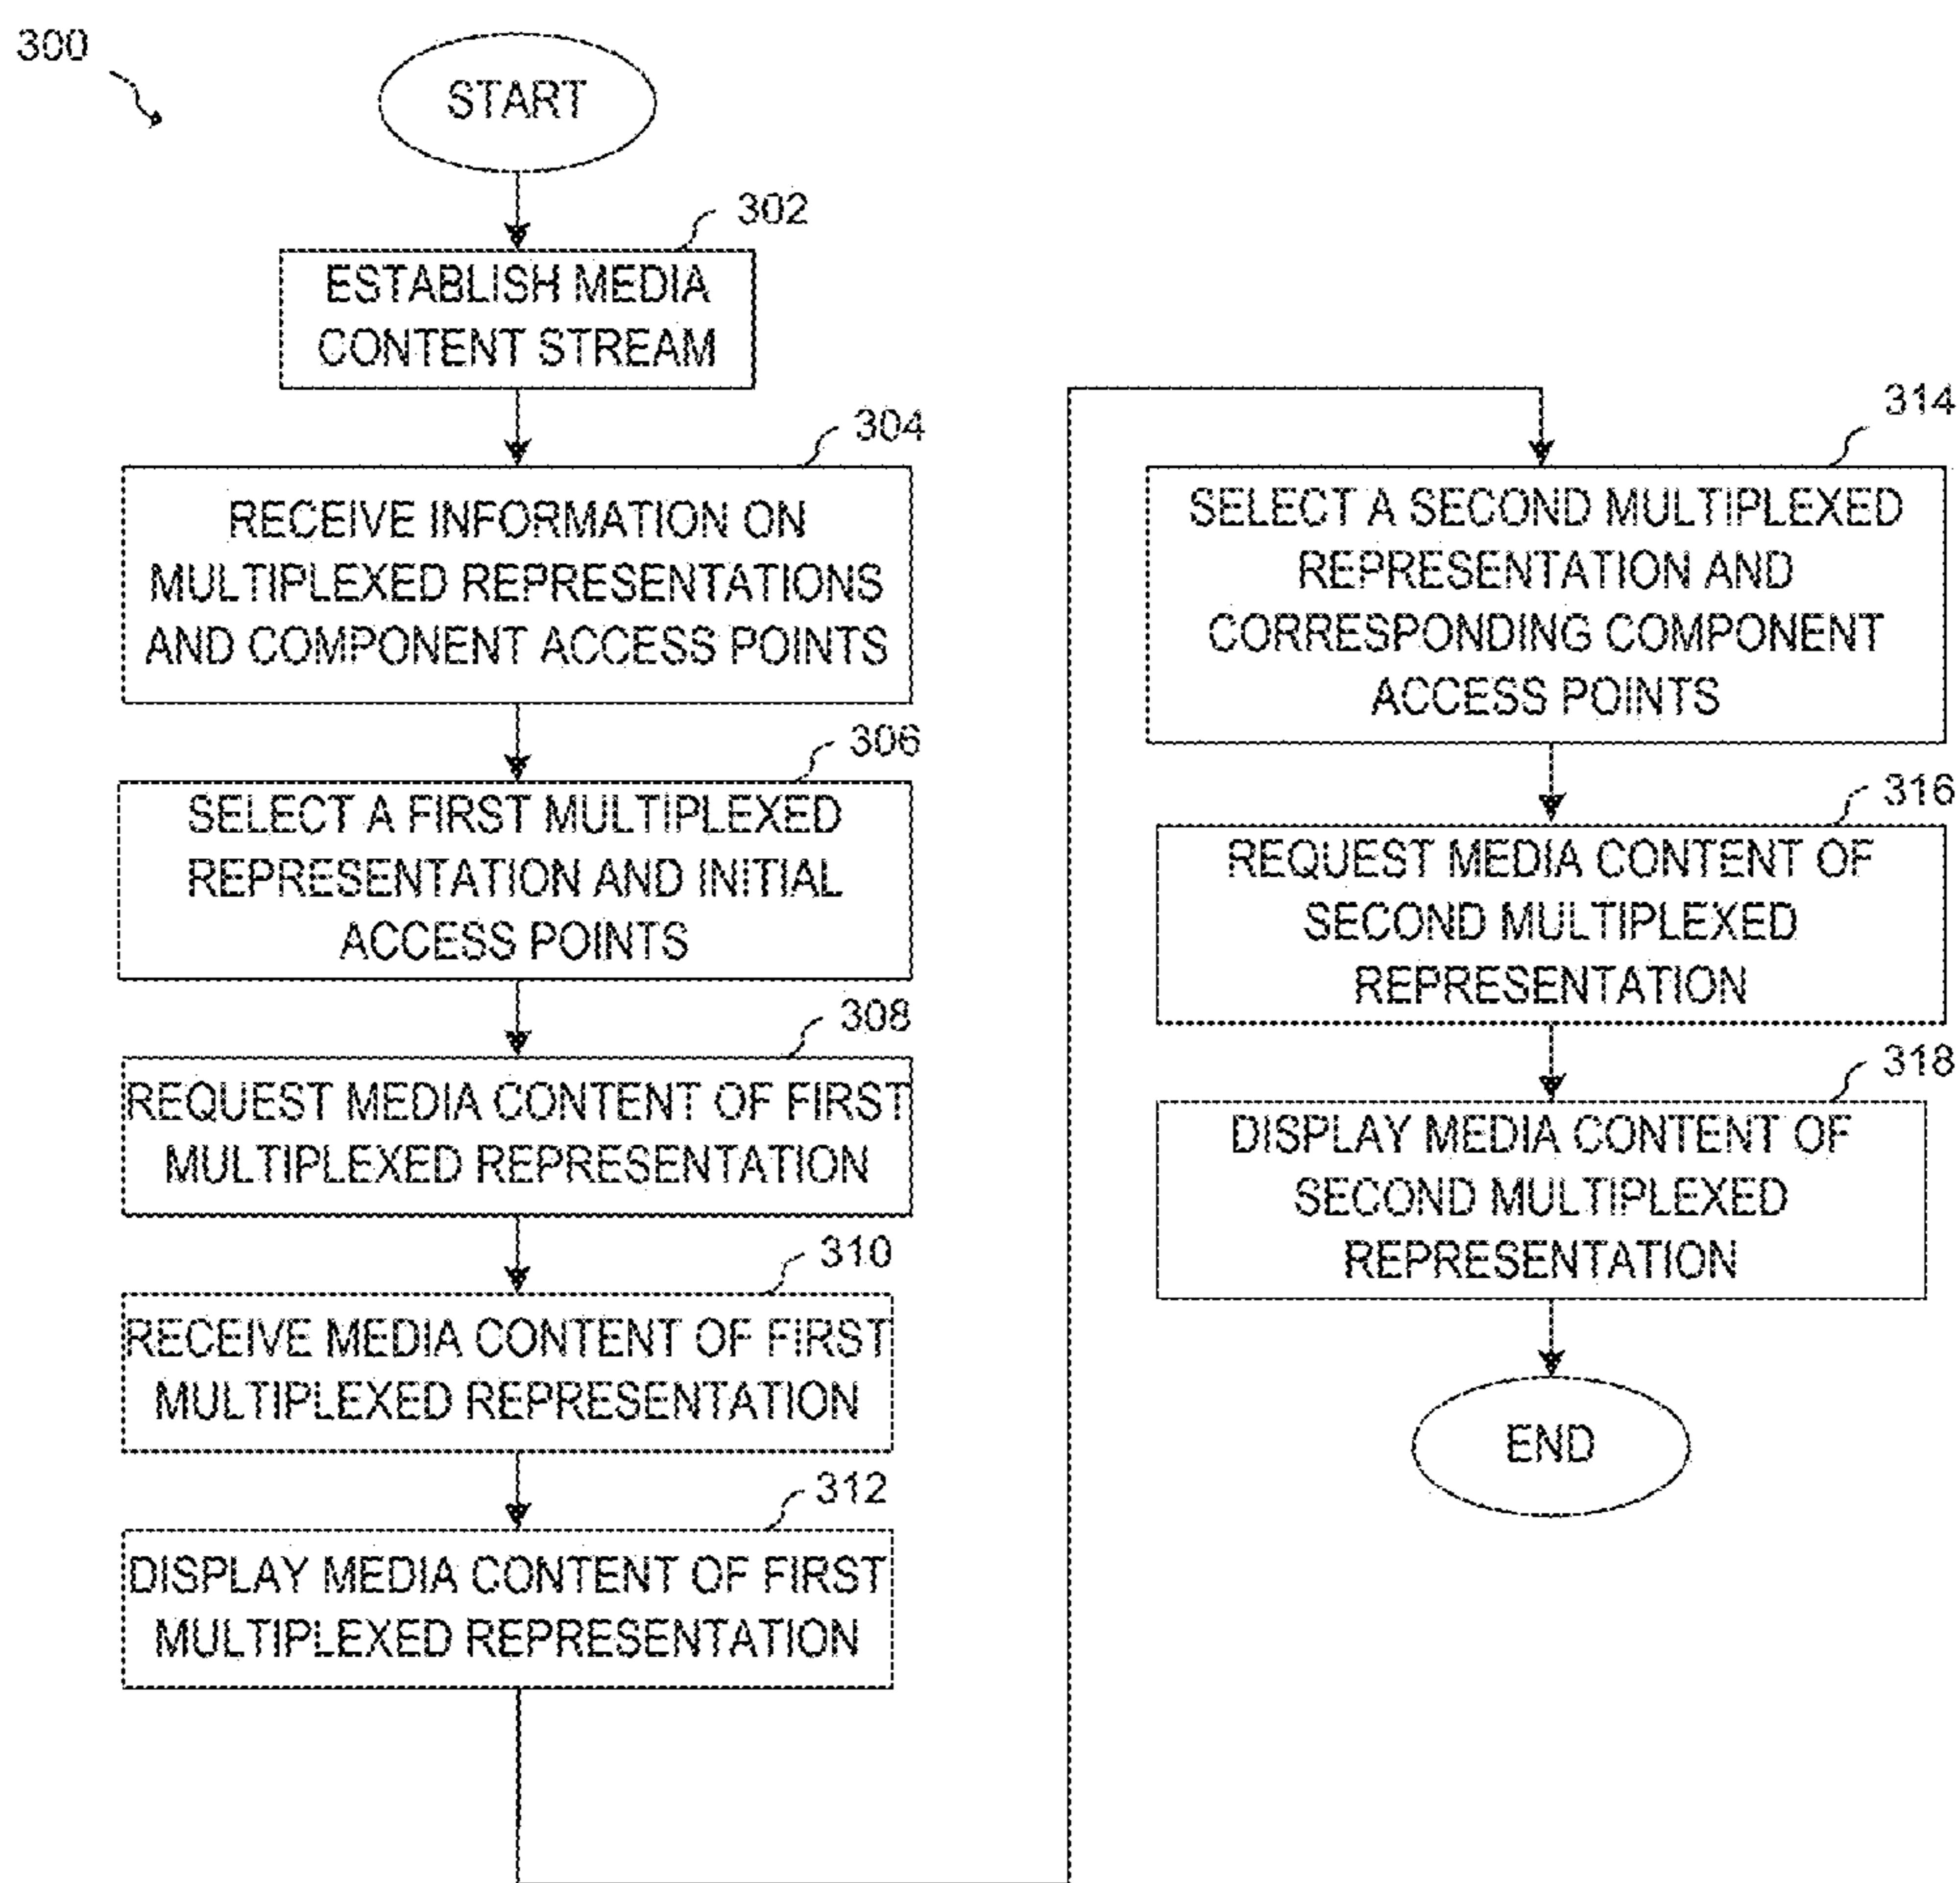 300
START
302
ESTABLISH MEDIA
CONTENT STREAM
304
RECEIVE INFORMATION ON
MULTIPLEXED REPRESENTATIONS
AND COMPONENT ACCESS POINTS
306
SELECT A FIRST MULTIPLEXED
REPRESENTATION AND INITIAL
ACCESS POINTS
308
REQUEST MEDIA CONTENT OF FIRST
MULTIPLEXED REPRESENTATION
310
RECEIVE MEDIA CONTENT OF FIRST
MULTIPLEXED REPRESENTATION
312
DISPLAY MEDIA CONTENT OF FIRST
MULTIPLEXED REPRESENTATION
314
SELECT A SECOND MULTIPLEXED
REPRESENTATION AND
CORRESPONDING COMPONENT
ACCESS POINTS
316
REQUEST MEDIA CONTENT OF
SECOND MULTIPLEXED
REPRESENTATION
318
DISPLAY MEDIA CONTENT OF
SECOND MULTIPLEXED
REPRESENTATION
END